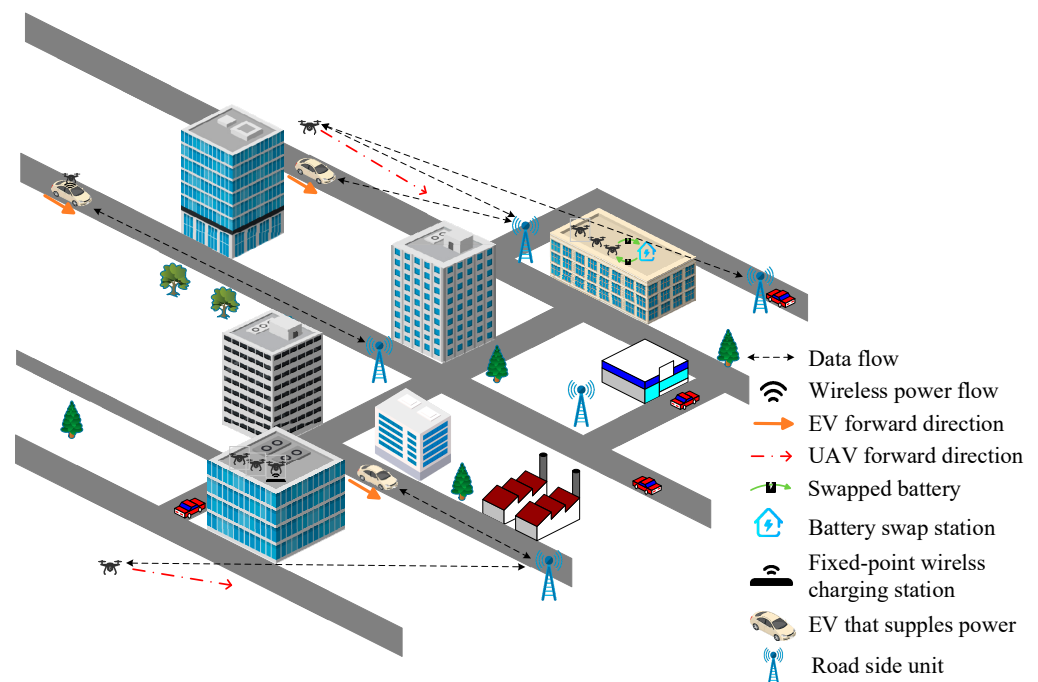 Data flow
Wireless power flow
EV forward direction
UAV forward direction
Swapped battery
Battery swap station
Fixed-point wirelss
charging station
EV that supples power
Road side unit